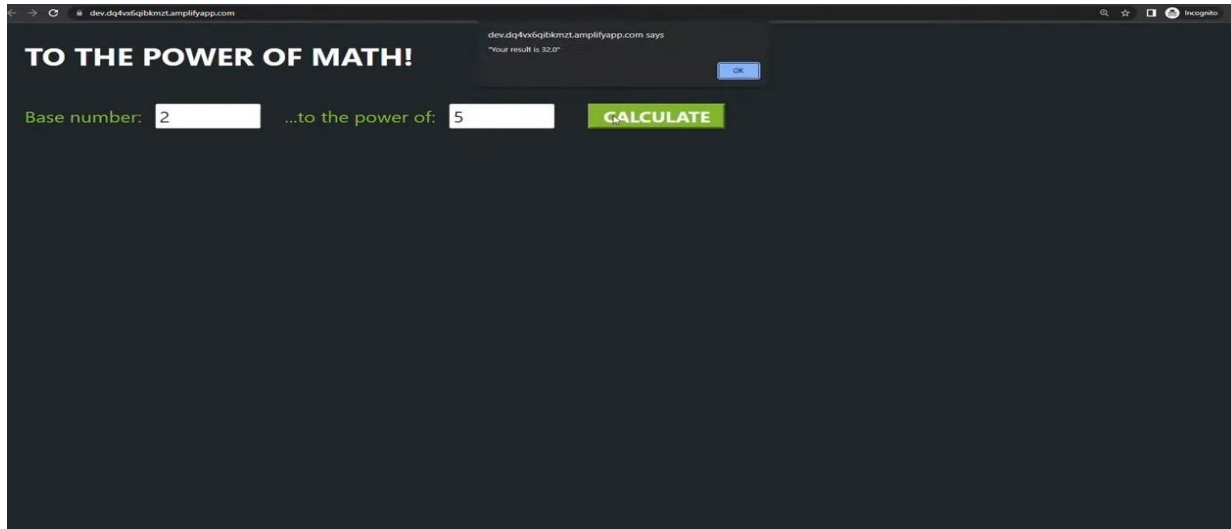 dev.dq4vx6qibkmzt.amplifyapp.com
Incognito
dev.dq4vx6qibkmzt.amplifyapp.com says
"Your result is 32.0"
OK
TO THE POWER OF MATH!
Base number: 2 ...to the power of: 5 CALCULATE